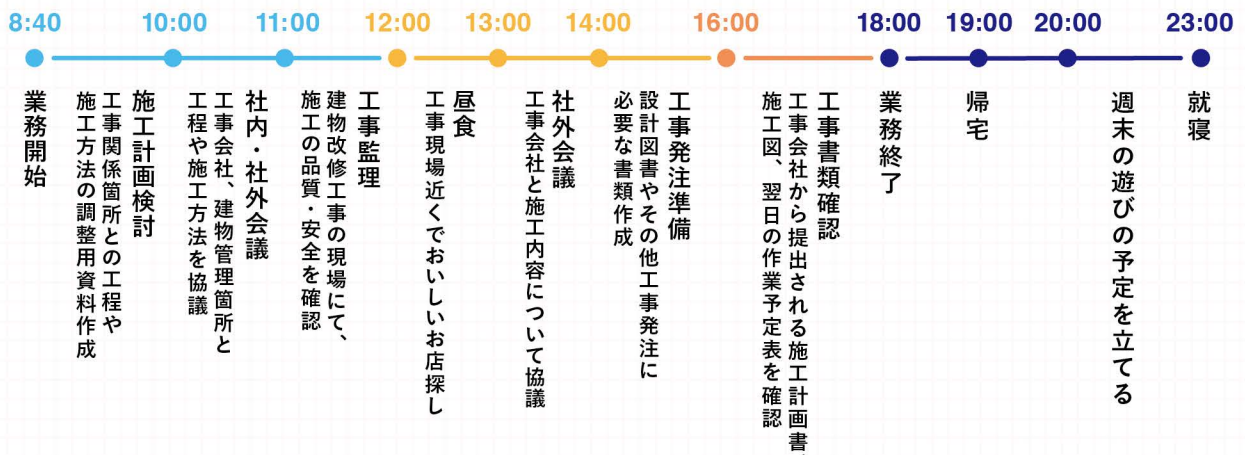 8:40
10:00
11:00
12:00
13:00
14:00
16:00
18:00
19:00
20:00
23:00
業務開始
施工計画検討
工事関係箇所との工程や
施工方法の調整用資料作成
社内・社外会議
工事会社、建物管理箇所と
工程や施工方法を協議
工事監理
建物改修工事の現場にて、
施工の品質・安全を確認
昼食
工事現場近くでおいしいお店探し
社外会議
工事会社と施工内容について協議
工事発注準備
設計図書やその他工事発注に
必要な書類作成
工事書類確認
工事会社から提出される施工計画書、
施工図、翌日の作業予定表を確認
業務終了
帰宅
週末の遊びの予定を立てる
就寝